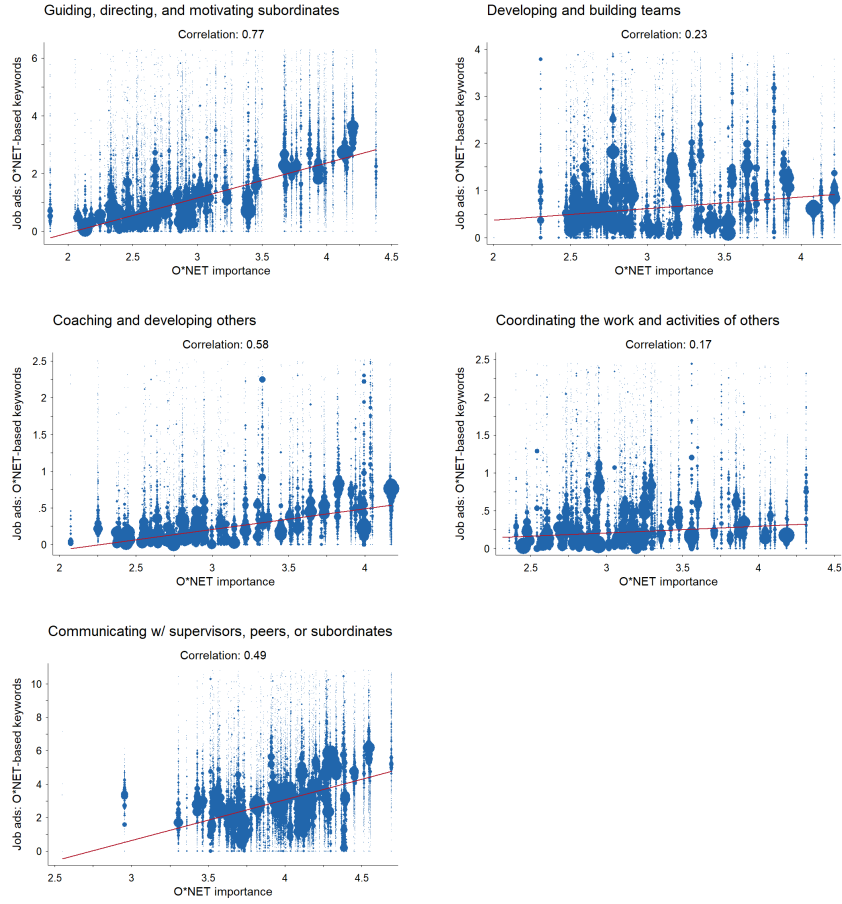 Guiding, directing, and motivating subordinates
Correlation: 0.77
Job ads: O*NET-based keywords
6
4
2
0
2
2.5
3
3.5
4
4.5
O*NET importance
Developing and building teams
Correlation: 0.23
Job ads: O*NET-based keywords
4
3
2
1
0
2
2.5
3
3.5
4
O*NET importance
Coaching and developing others
Correlation: 0.58
Job ads: O*NET-based keywords
2.5
2
1.5
1
.5
0
2
2.5
3
3.5
4
O*NET importance
Coordinating the work and activities of others
Correlation: 0.17
Job ads: O*NET-based keywords
2.5
2
1.5
1
.5
0
2.5
3
3.5
4
4.5
O*NET importance
Communicating w/ supervisors, peers, or subordinates
Correlation: 0.49
Job ads: O*NET-based keywords
10
8
6
4
2
0
2.5
3
3.5
4
4.5
O*NET importance